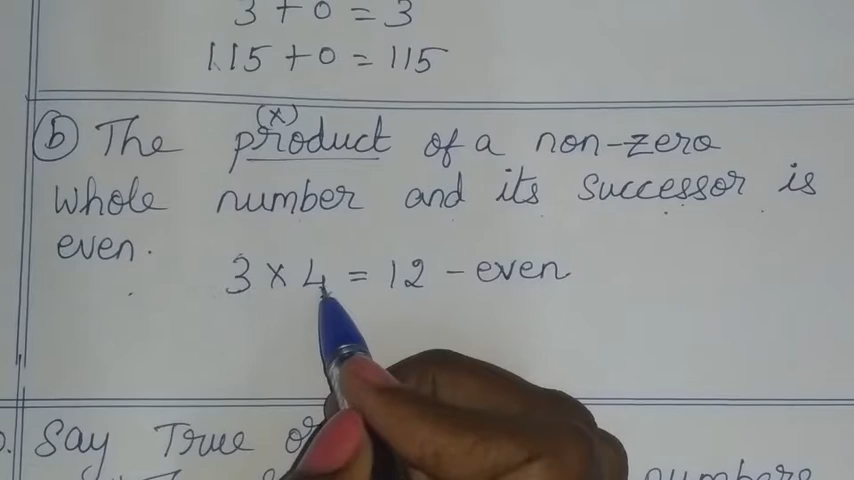 3 + 0 = 3
115 + 0 = 115
(x)
(b) The product of a non-zero
whole number and its successor is
even.
3 × 4 = 12 - even
Say True
numbers